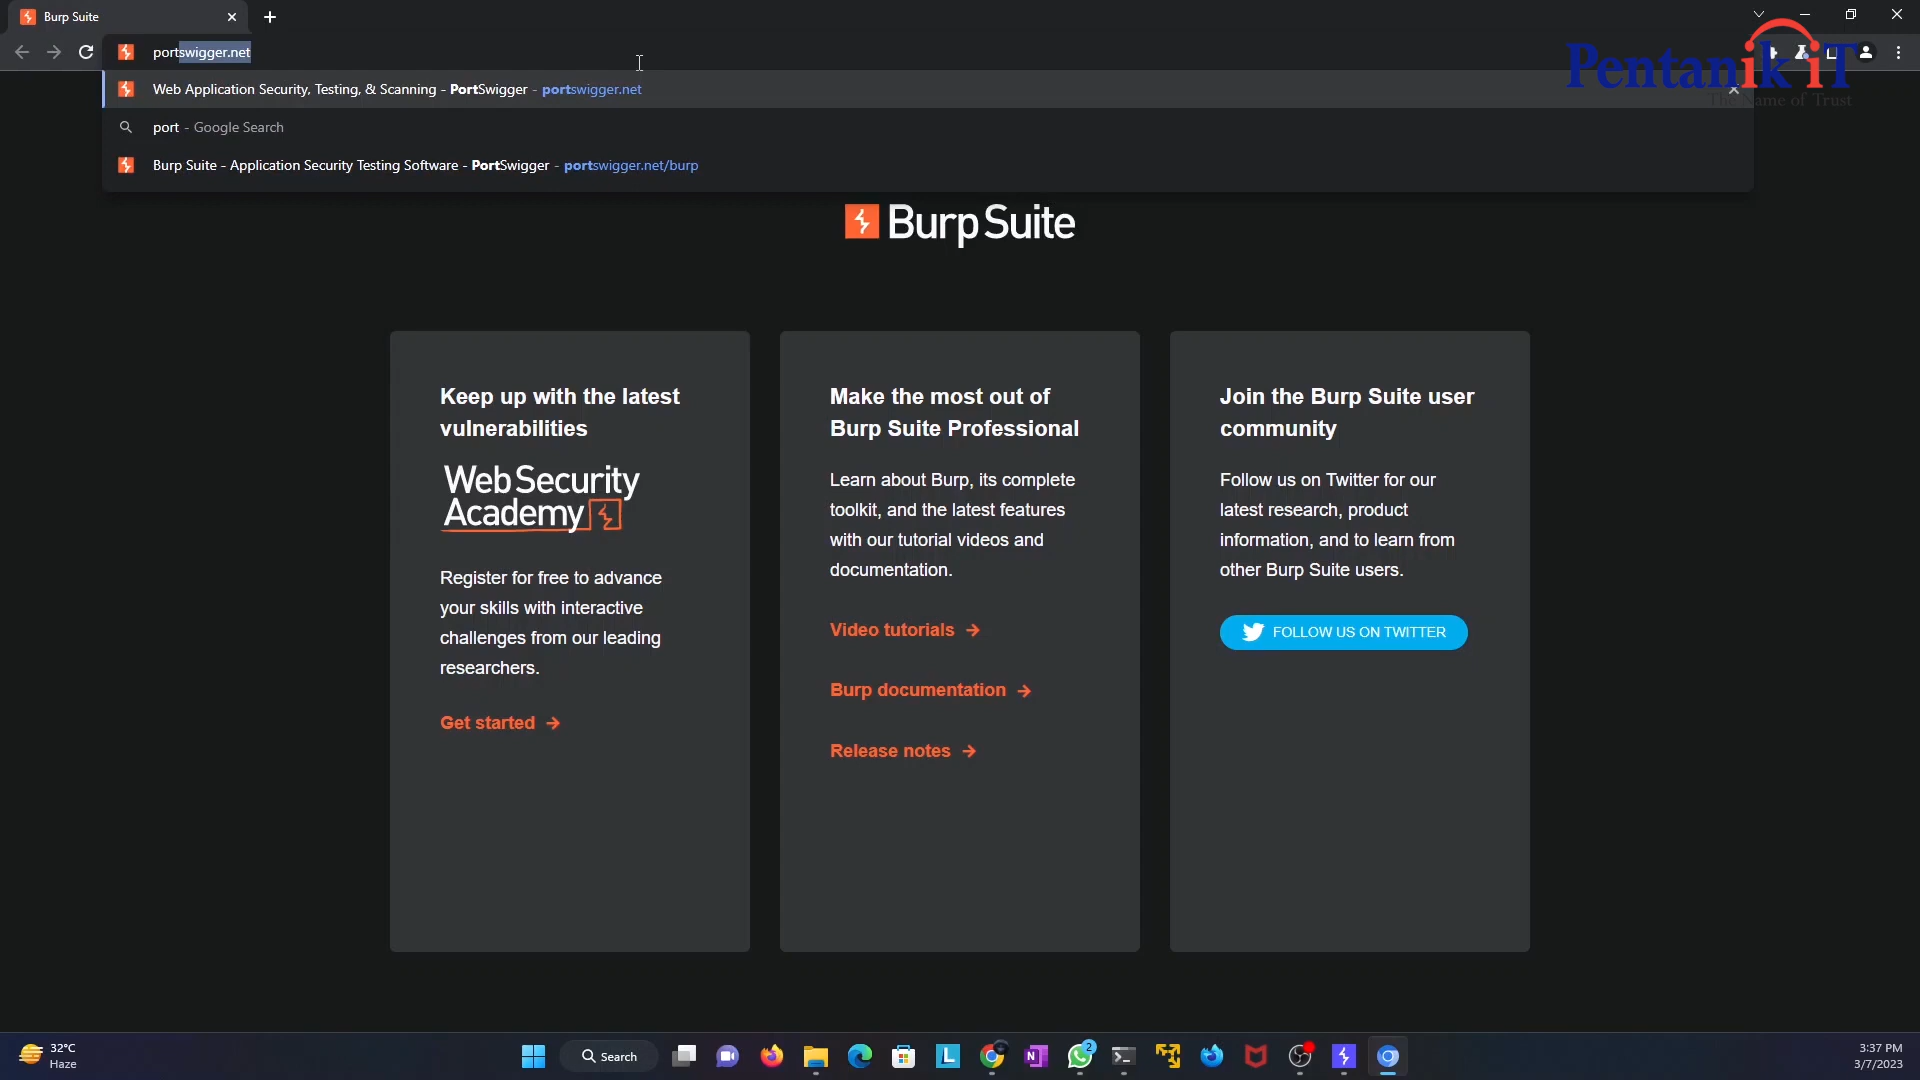 Burp Suite
portswigger.net
Web Application Security, Testing, & Scanning - PortSwigger - portswigger.net
port - Google Search
Burp Suite - Application Security Testing Software - PortSwigger - portswigger.net/burp
Pentanik iT
The Name of Trust
Burp Suite
Keep up with the latest
vulnerabilities
Web Security
Academy
Register for free to advance
your skills with interactive
challenges from our leading
researchers.
Get started
Make the most out of
Burp Suite Professional
Learn about Burp, its complete
toolkit, and the latest features
with our tutorial videos and
documentation.
Video tutorials
Burp documentation
Release notes
Join the Burp Suite user
community
Follow us on Twitter for our
latest research, product
information, and to learn from
other Burp Suite users.
FOLLOW US ON TWITTER
32°C
Haze
Search
L
N
2
3:37 PM
3/7/2023